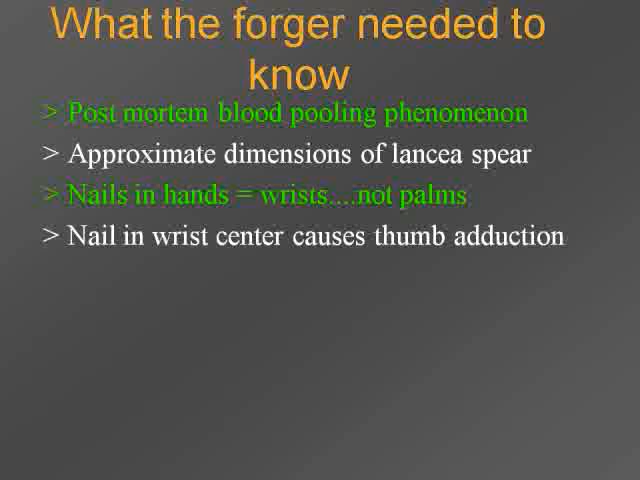 What the forger needed to
know
> Post mortem blood pooling phenomenon
> Approximate dimensions of lancea spear
> Nails in hands = wrists....not palms
> Nail in wrist center causes thumb adduction